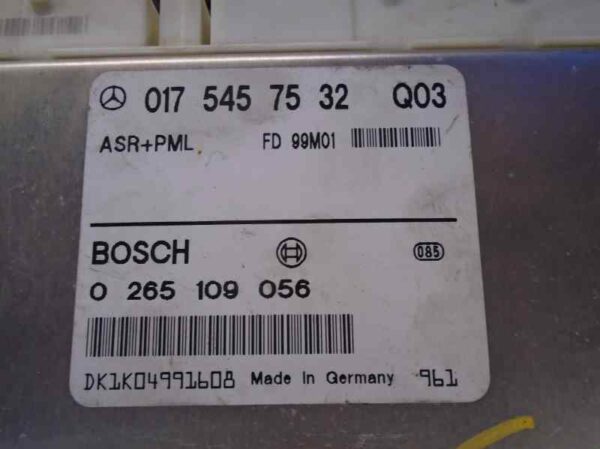 017 545 75 32 Q03
ASR+PML FD 99M01
BOSCH 085
0 265 109 056
DK1K04991608 Made In Germany 961